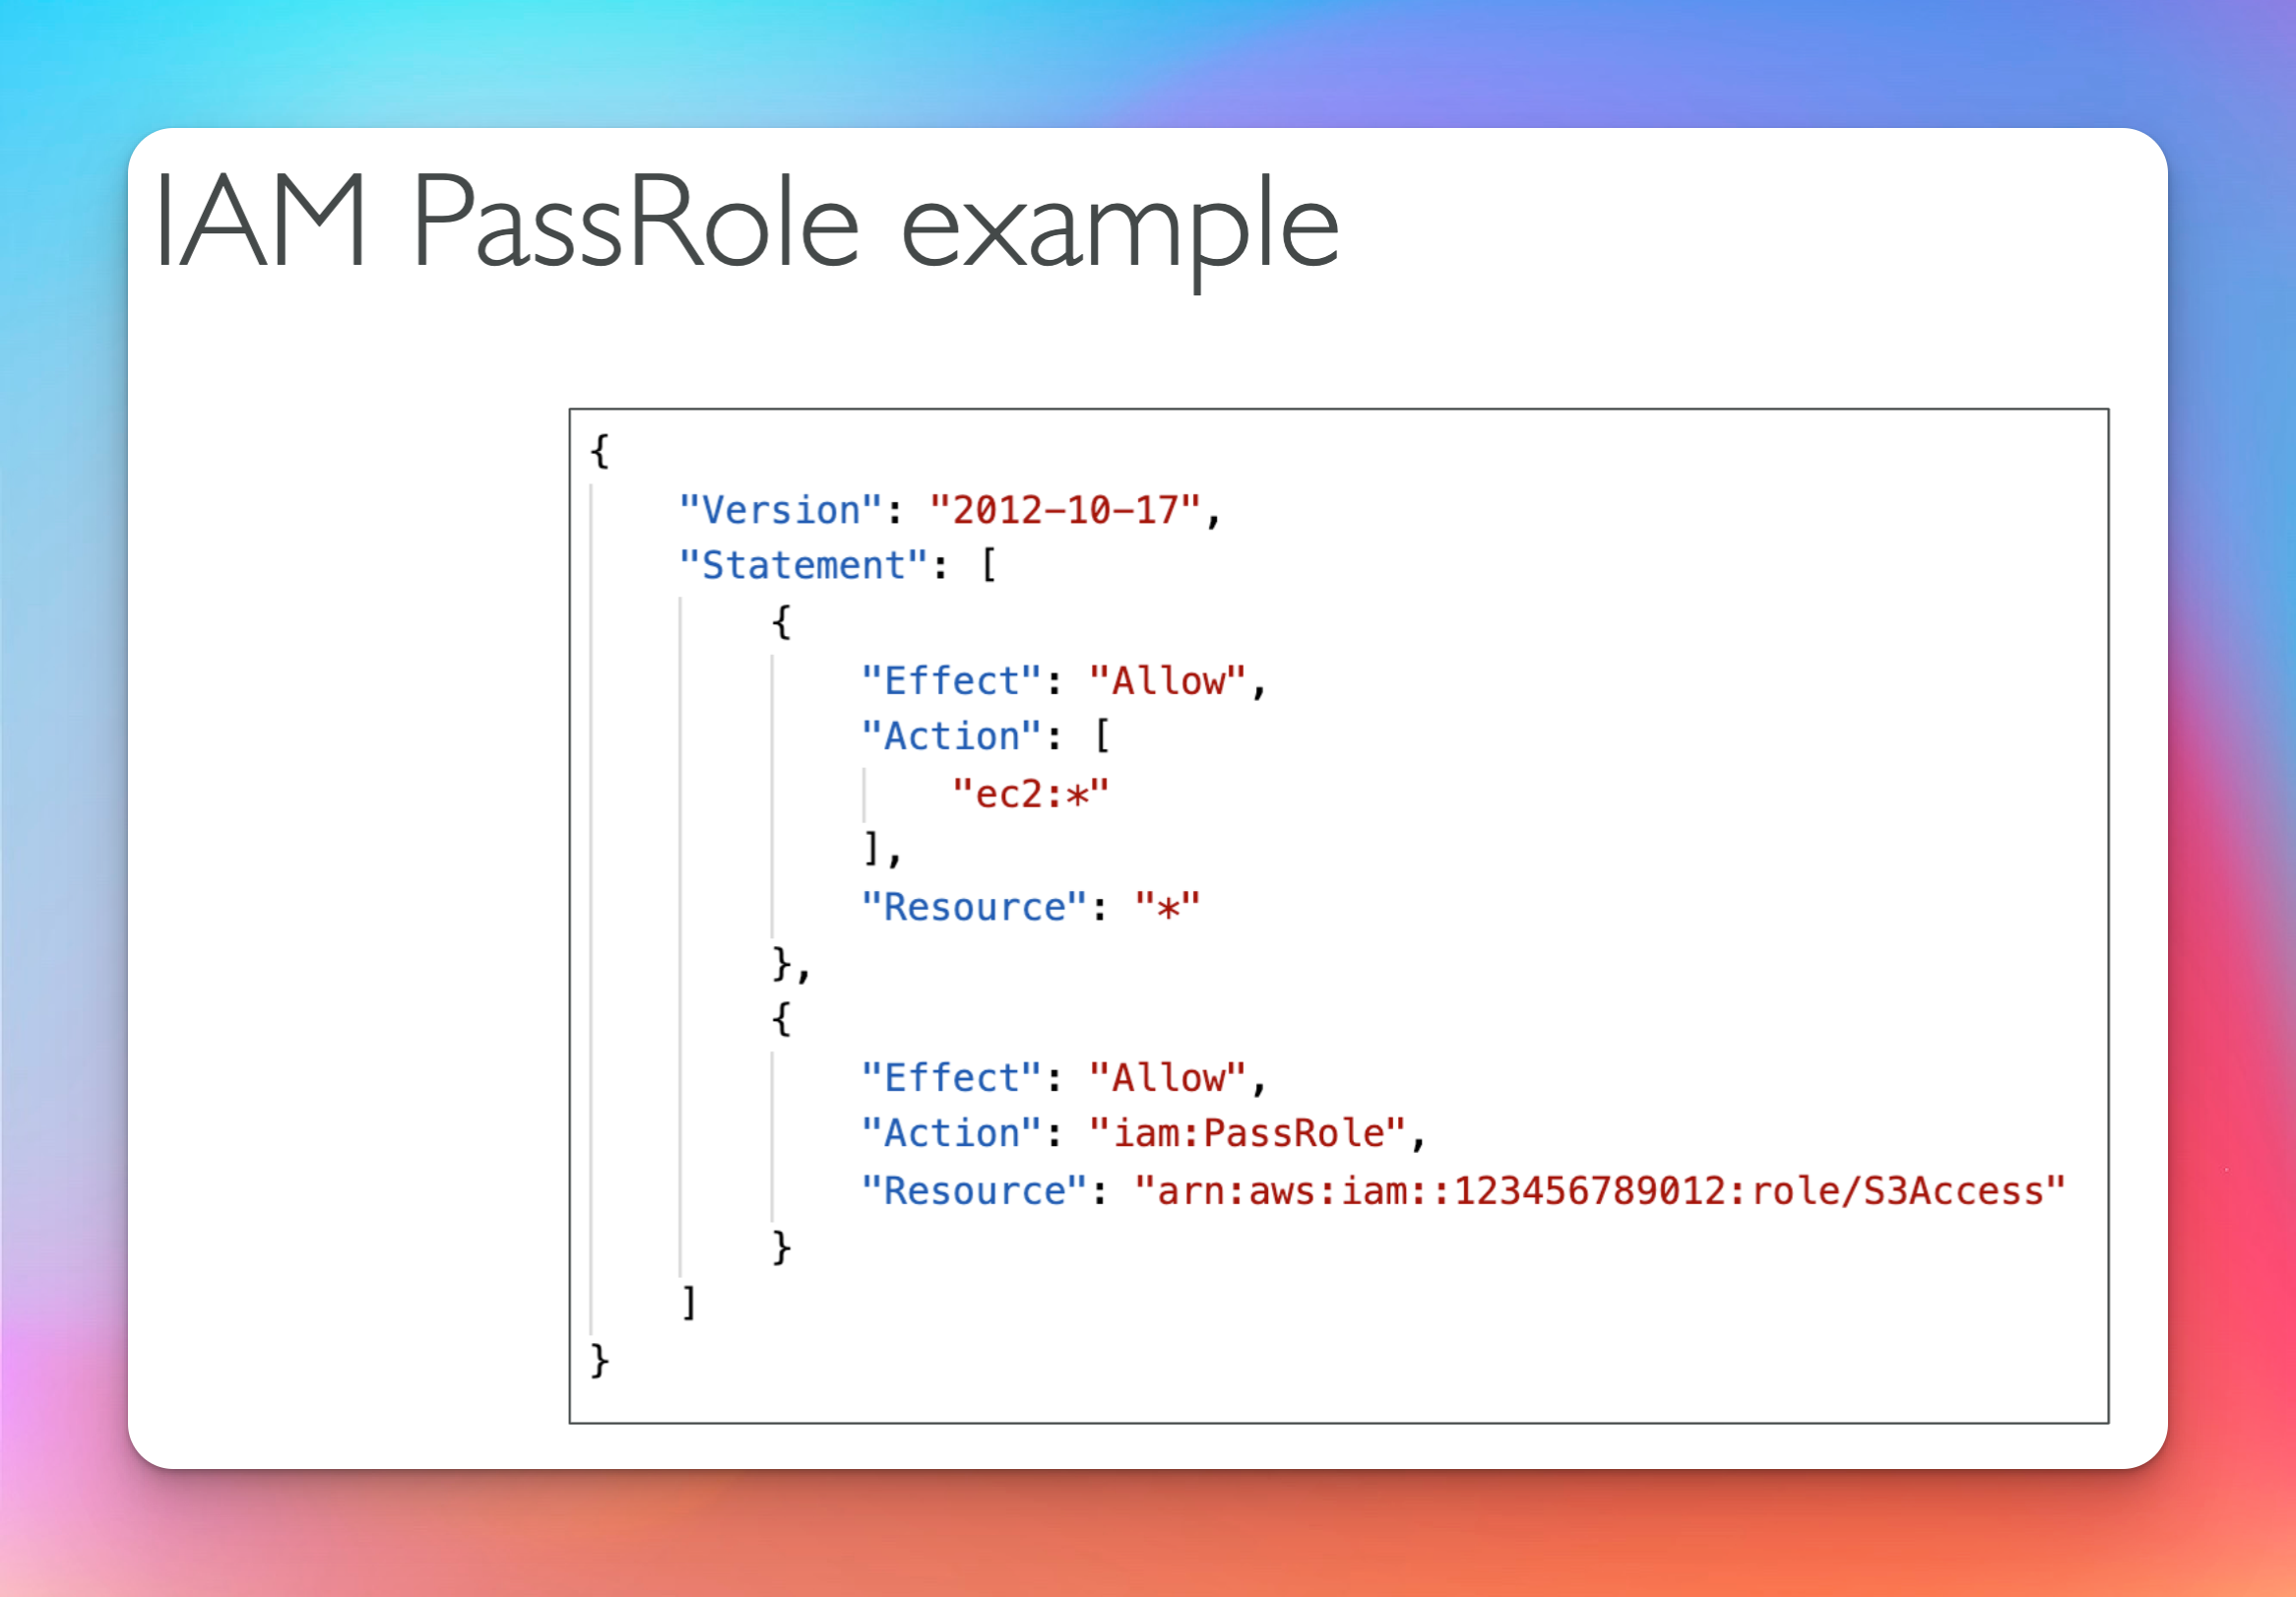 IAM PassRole example
{
"Version": "2012-10-17",
"Statement": [
{
"Effect": "Allow",
"Action": [
"ec2:*"
],
"Resource": "*"
},
{
"Effect": "Allow",
"Action": "iam:PassRole",
"Resource": "arn:aws:iam::123456789012:role/S3Access"
}
]
}